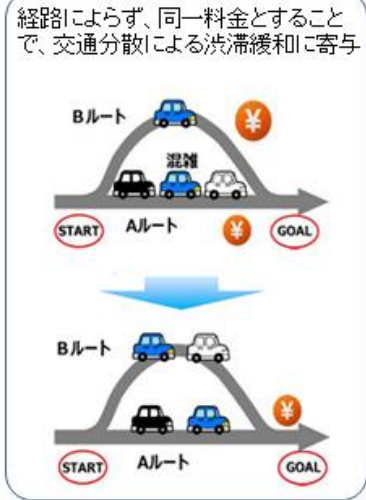 経路によらず、同一料金とすること
で、交通分散による渋滞緩和に寄与
Bルート
¥
混雑
START
Aルート
¥
GOAL
Bルート
¥
START
Aルート
GOAL